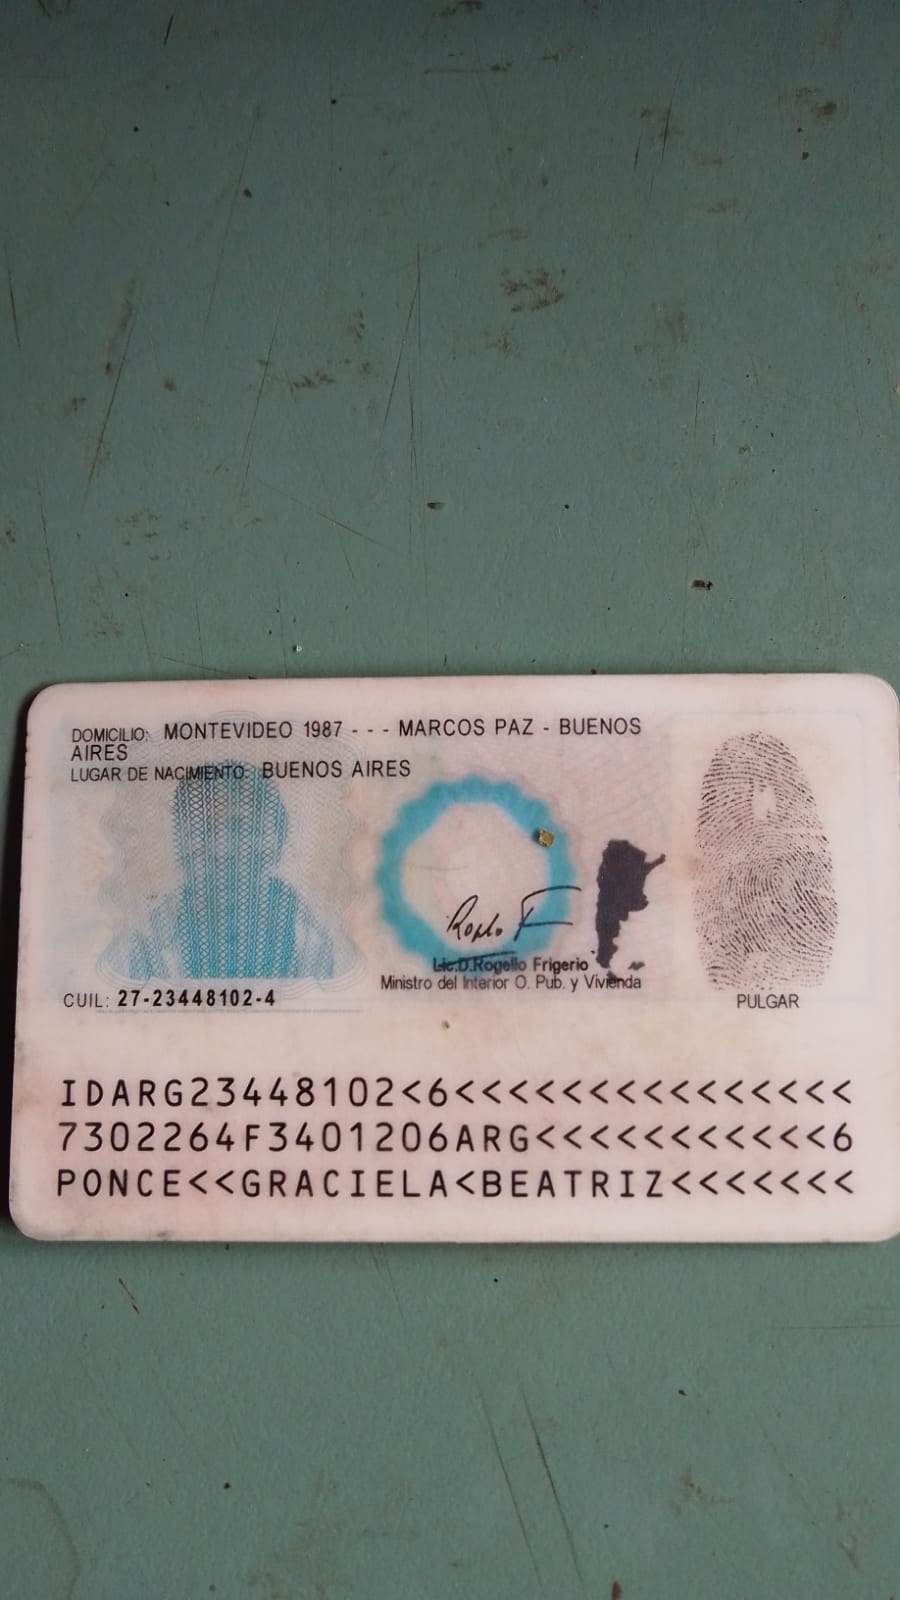 DOMICILIO: MONTEVIDEO 1987 - - - MARCOS PAZ - BUENOS
AIRES
LUGAR DE NACIMIENTO: BUENOS AIRES
Lic.D.Rogelio Frigerio
Ministro del Interior O. Pub. y Vivienda
CUIL: 27-23448102-4
PULGAR
IDARG23448102<6<<<<<<<<<<<<<<<
7302264F3401206ARG<<<<<<<<<<<6
PONCE<<GRACIELA<BEATRIZ<<<<<<<